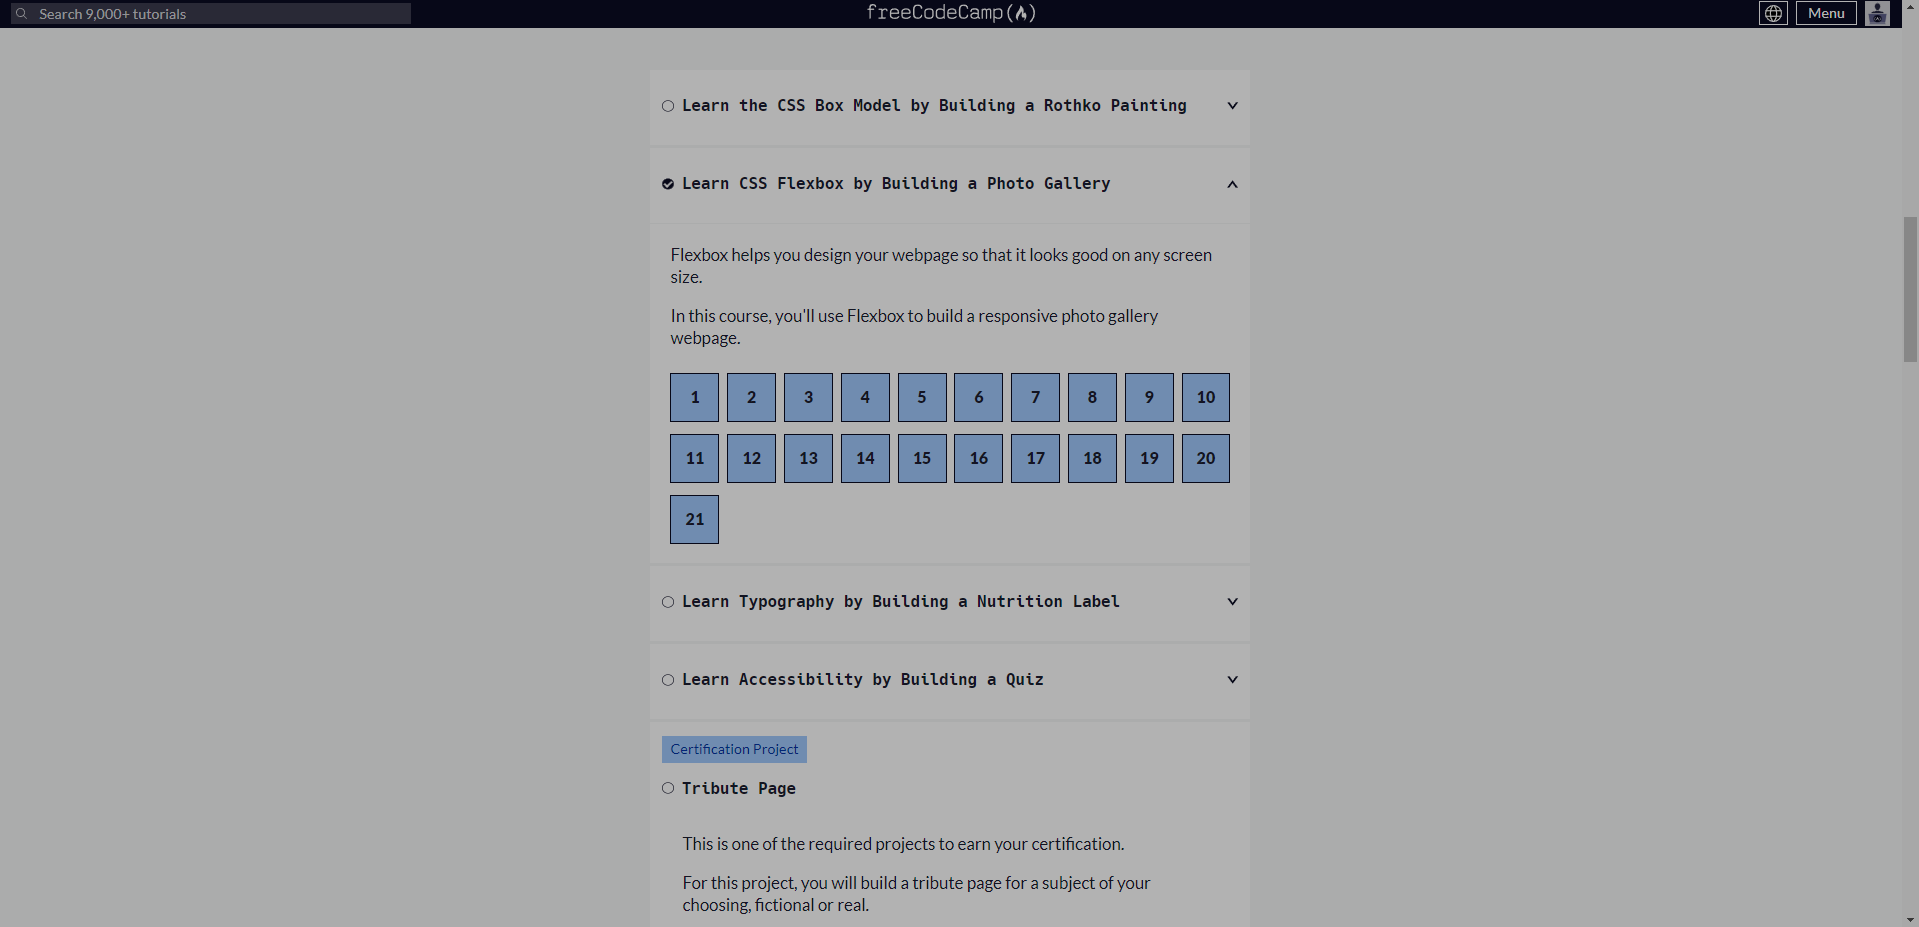 Search 9,000+ tutorials
freeCodeCamp(🔥)
Menu
Learn the CSS Box Model by Building a Rothko Painting
Learn CSS Flexbox by Building a Photo Gallery
Flexbox helps you design your webpage so that it looks good on any screen
size.
In this course, you'll use Flexbox to build a responsive photo gallery
webpage.
1 2 3 4 5 6 7 8 9 10
11 12 13 14 15 16 17 18 19 20
21
Learn Typography by Building a Nutrition Label
Learn Accessibility by Building a Quiz
Certification Project
Tribute Page
This is one of the required projects to earn your certification.
For this project, you will build a tribute page for a subject of your
choosing, fictional or real.